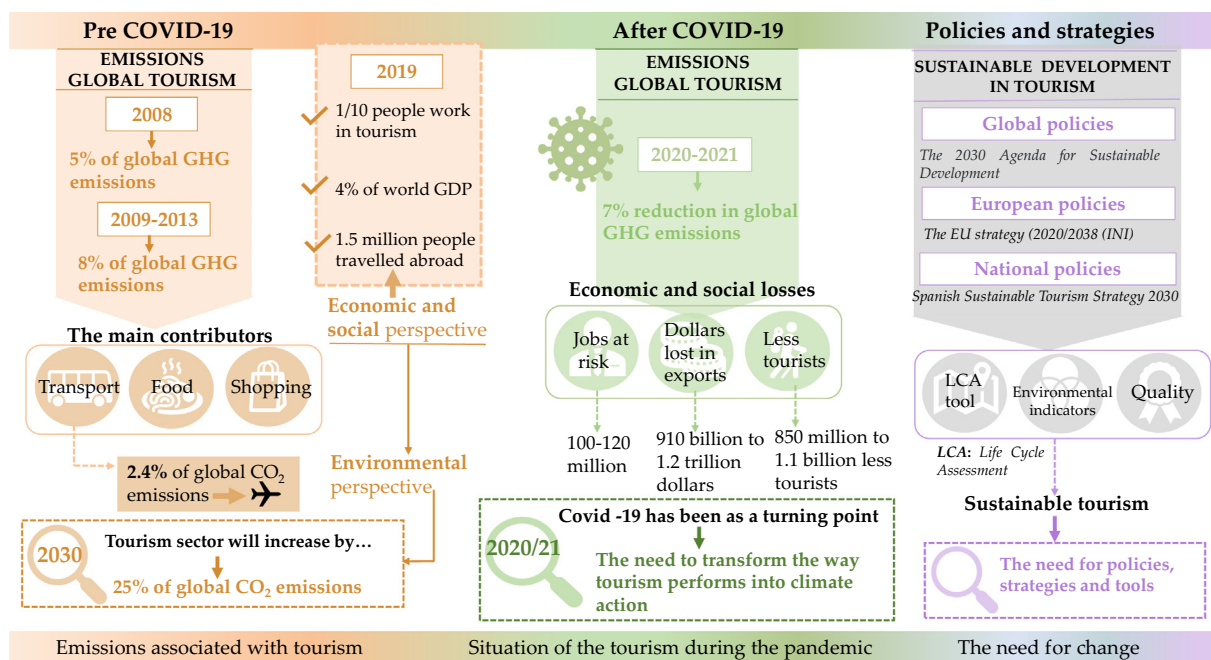 Pre COVID-19
EMISSIONS
GLOBAL TOURISM
2008
5% of global GHG
emissions
2009-2013
8% of global GHG
emissions
The main contributors
Transport
Food
Shopping
2.4% of global CO2
emissions
2030
Tourism sector will increase by…
25% of global CO2 emissions
2019
1/10 people work
in tourism
4% of world GDP
1.5 million people
travelled abroad
Economic and
social perspective
Environmental
perspective
Emissions associated with tourism
After COVID-19
EMISSIONS
GLOBAL TOURISM
2020-2021
7% reduction in global
GHG emissions
Economic and social losses
Jobs at
risk
Dollars
lost in
exports
Less
tourists
100-120
million
910 billion to
1.2 trillion
dollars
850 million to
1.1 billion less
tourists
2020/21
Covid -19 has been as a turning point
The need to transform the way
tourism performs into climate
action
Situation of the tourism during the pandemic
Policies and strategies
SUSTAINABLE DEVELOPMENT
IN TOURISM
Global policies
The 2030 Agenda for Sustainable
Development
European policies
The EU strategy (2020/2038 (INI)
National policies
Spanish Sustainable Tourism Strategy 2030
LCA
tool
Environmental
indicators
Quality
LCA: Life Cycle
Assessment
Sustainable tourism
The need for policies,
strategies and tools
The need for change